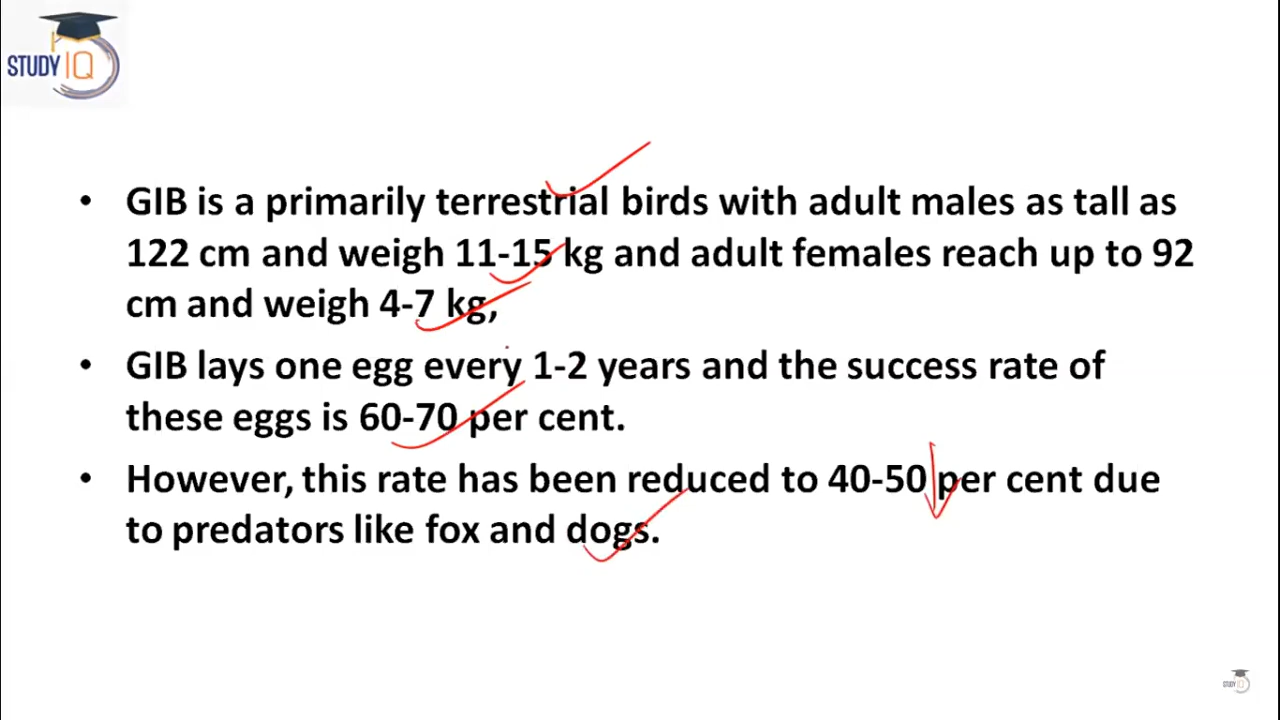 STUDY IQ
• GIB is a primarily terrestrial birds with adult males as tall as
122 cm and weigh 11-15 kg and adult females reach up to 92
cm and weigh 4-7 kg,
• GIB lays one egg every 1-2 years and the success rate of
these eggs is 60-70 per cent.
• However, this rate has been reduced to 40-50 per cent due
to predators like fox and dogs.
STUDY IQ